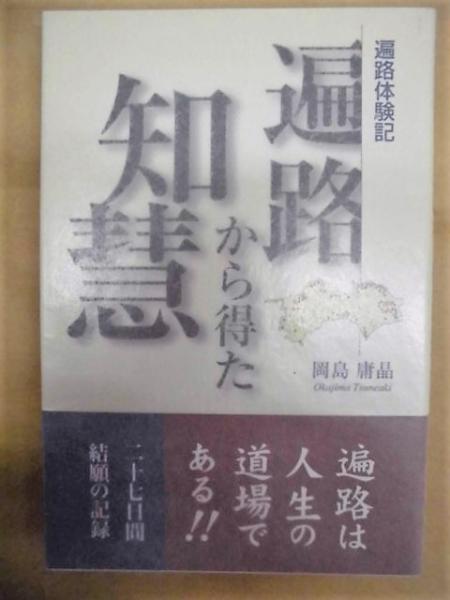 遍路体験記
遍路
から得た
知慧
岡島 庸晶
Okajima Tsuneaki
遍路は
人生の
道場で
ある!!
二十七日間
結願の記録